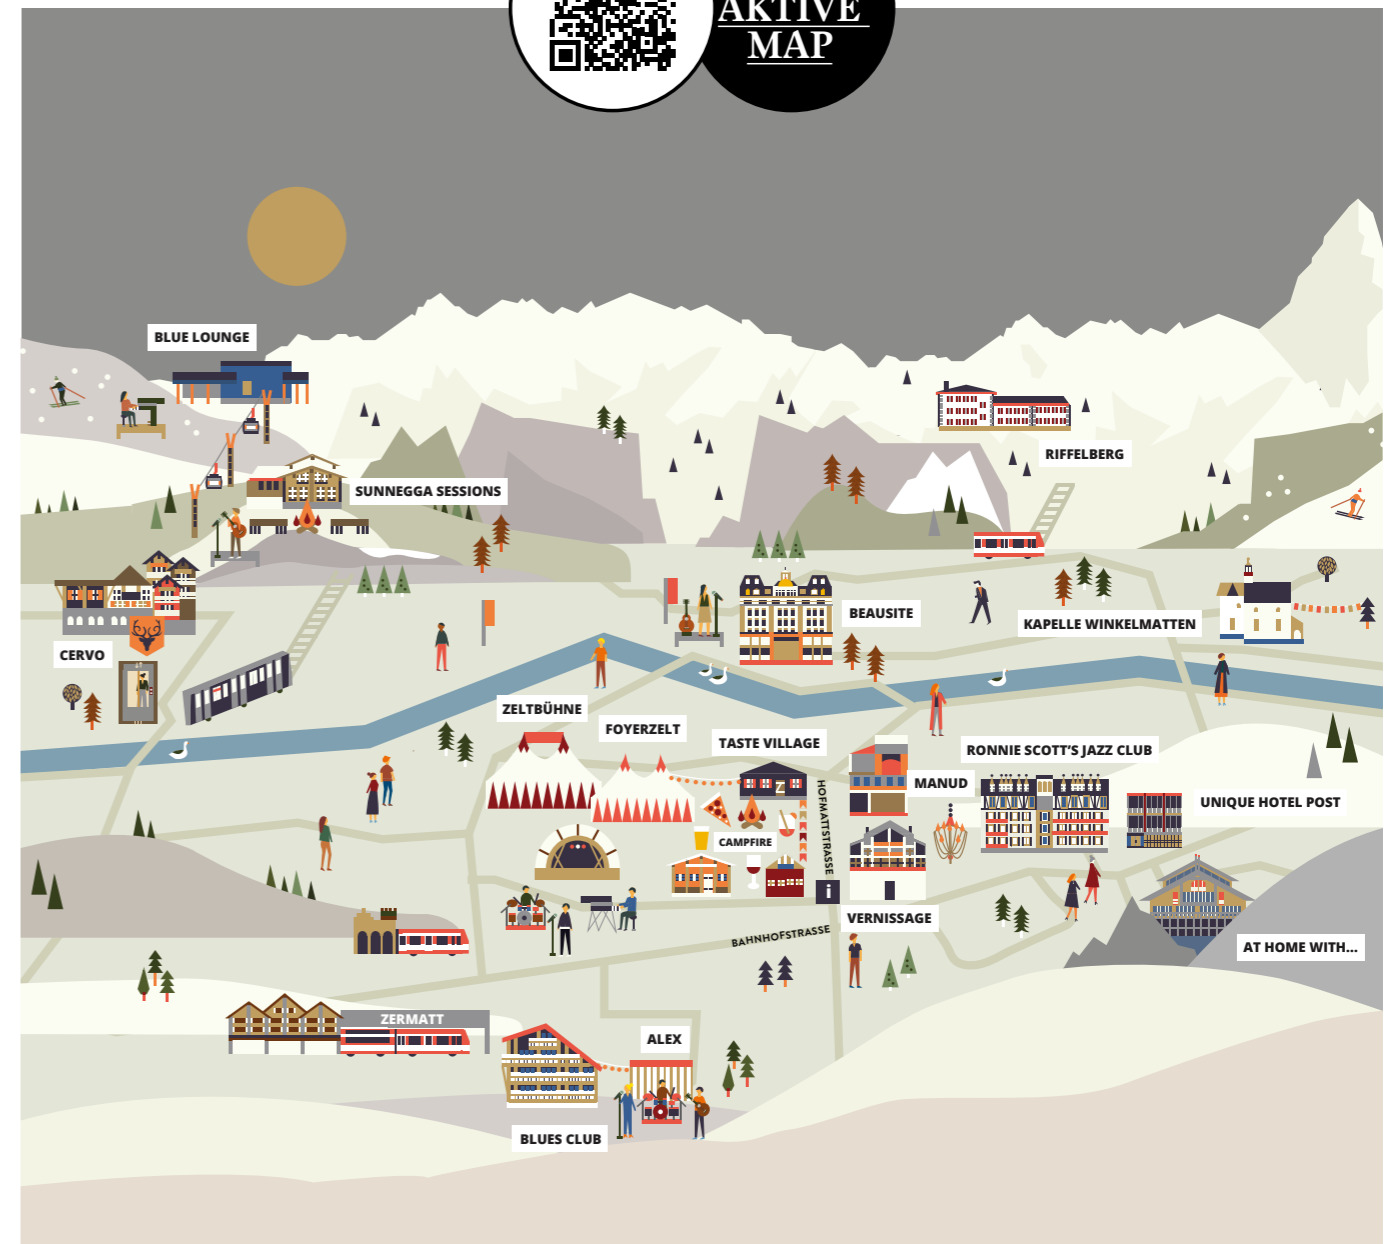 AKTIVE
MAP
BLUE LOUNGE
RIFFELBERG
SUNNEGGA SESSIONS
BEAUSITE
KAPELLE WINKELMATTEN
CERVO
ZELTBÜHNE
FOYERZELT
TASTE VILLAGE
RONNIE SCOTT'S JAZZ CLUB
MANUD
UNIQUE HOTEL POST
HOFMATTSTRASSE
Z
CAMPFIRE
i
VERNISSAGE
BAHNHOFSTRASSE
AT HOME WITH...
ZERMATT
ALEX
BLUES CLUB